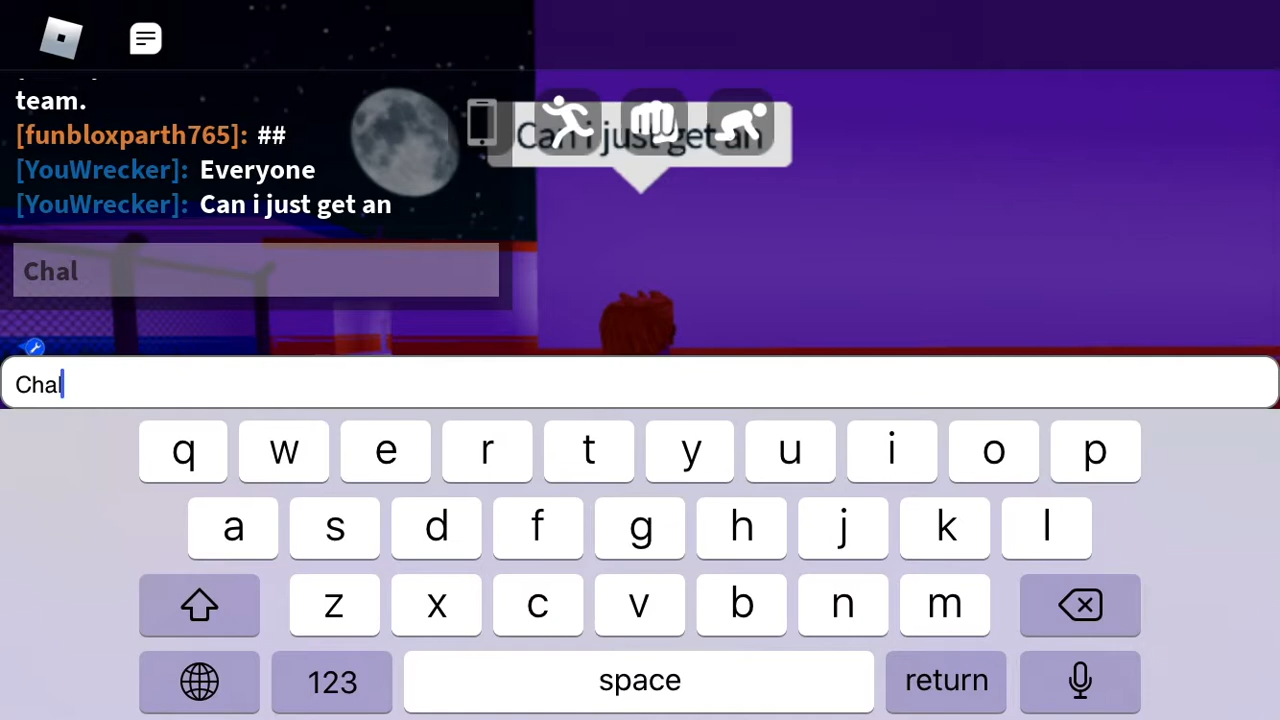 team.
[funbloxparth765]: ##
[YouWrecker]: Everyone
[YouWrecker]: Can i just get an
Can i just get an
Chal
Chal
q w e r t y u i o p
a s d f g h j k l
z x c v b n m
123 space return